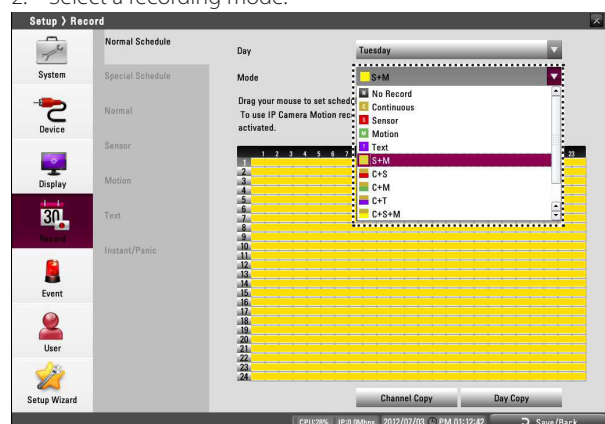 2. Select a recording mode.
Setup > Record
System
Device
Display
30
Record
Event
User
Setup Wizard
Normal Schedule
Special Schedule
Normal
Sensor
Motion
Text
Instant/Panic
Day
Tuesday
Mode
S+M
N No Record
C Continuous
S Sensor
M Motion
T Text
S+M
C+S
C+M
C+T
C+S+M
Drag your mouse to set sched
To use IP Camera Motion rec
activated.
1 2 3 4 5 6 7 23
1
2
3
4
5
6
7
8
9
10
11
12
13
14
15
16
17
18
19
20
21
22
23
24
Channel Copy
Day Copy
CPU:28% IP:0.0Mbps 2012/07/03 PM 01:12:42 Save/Back